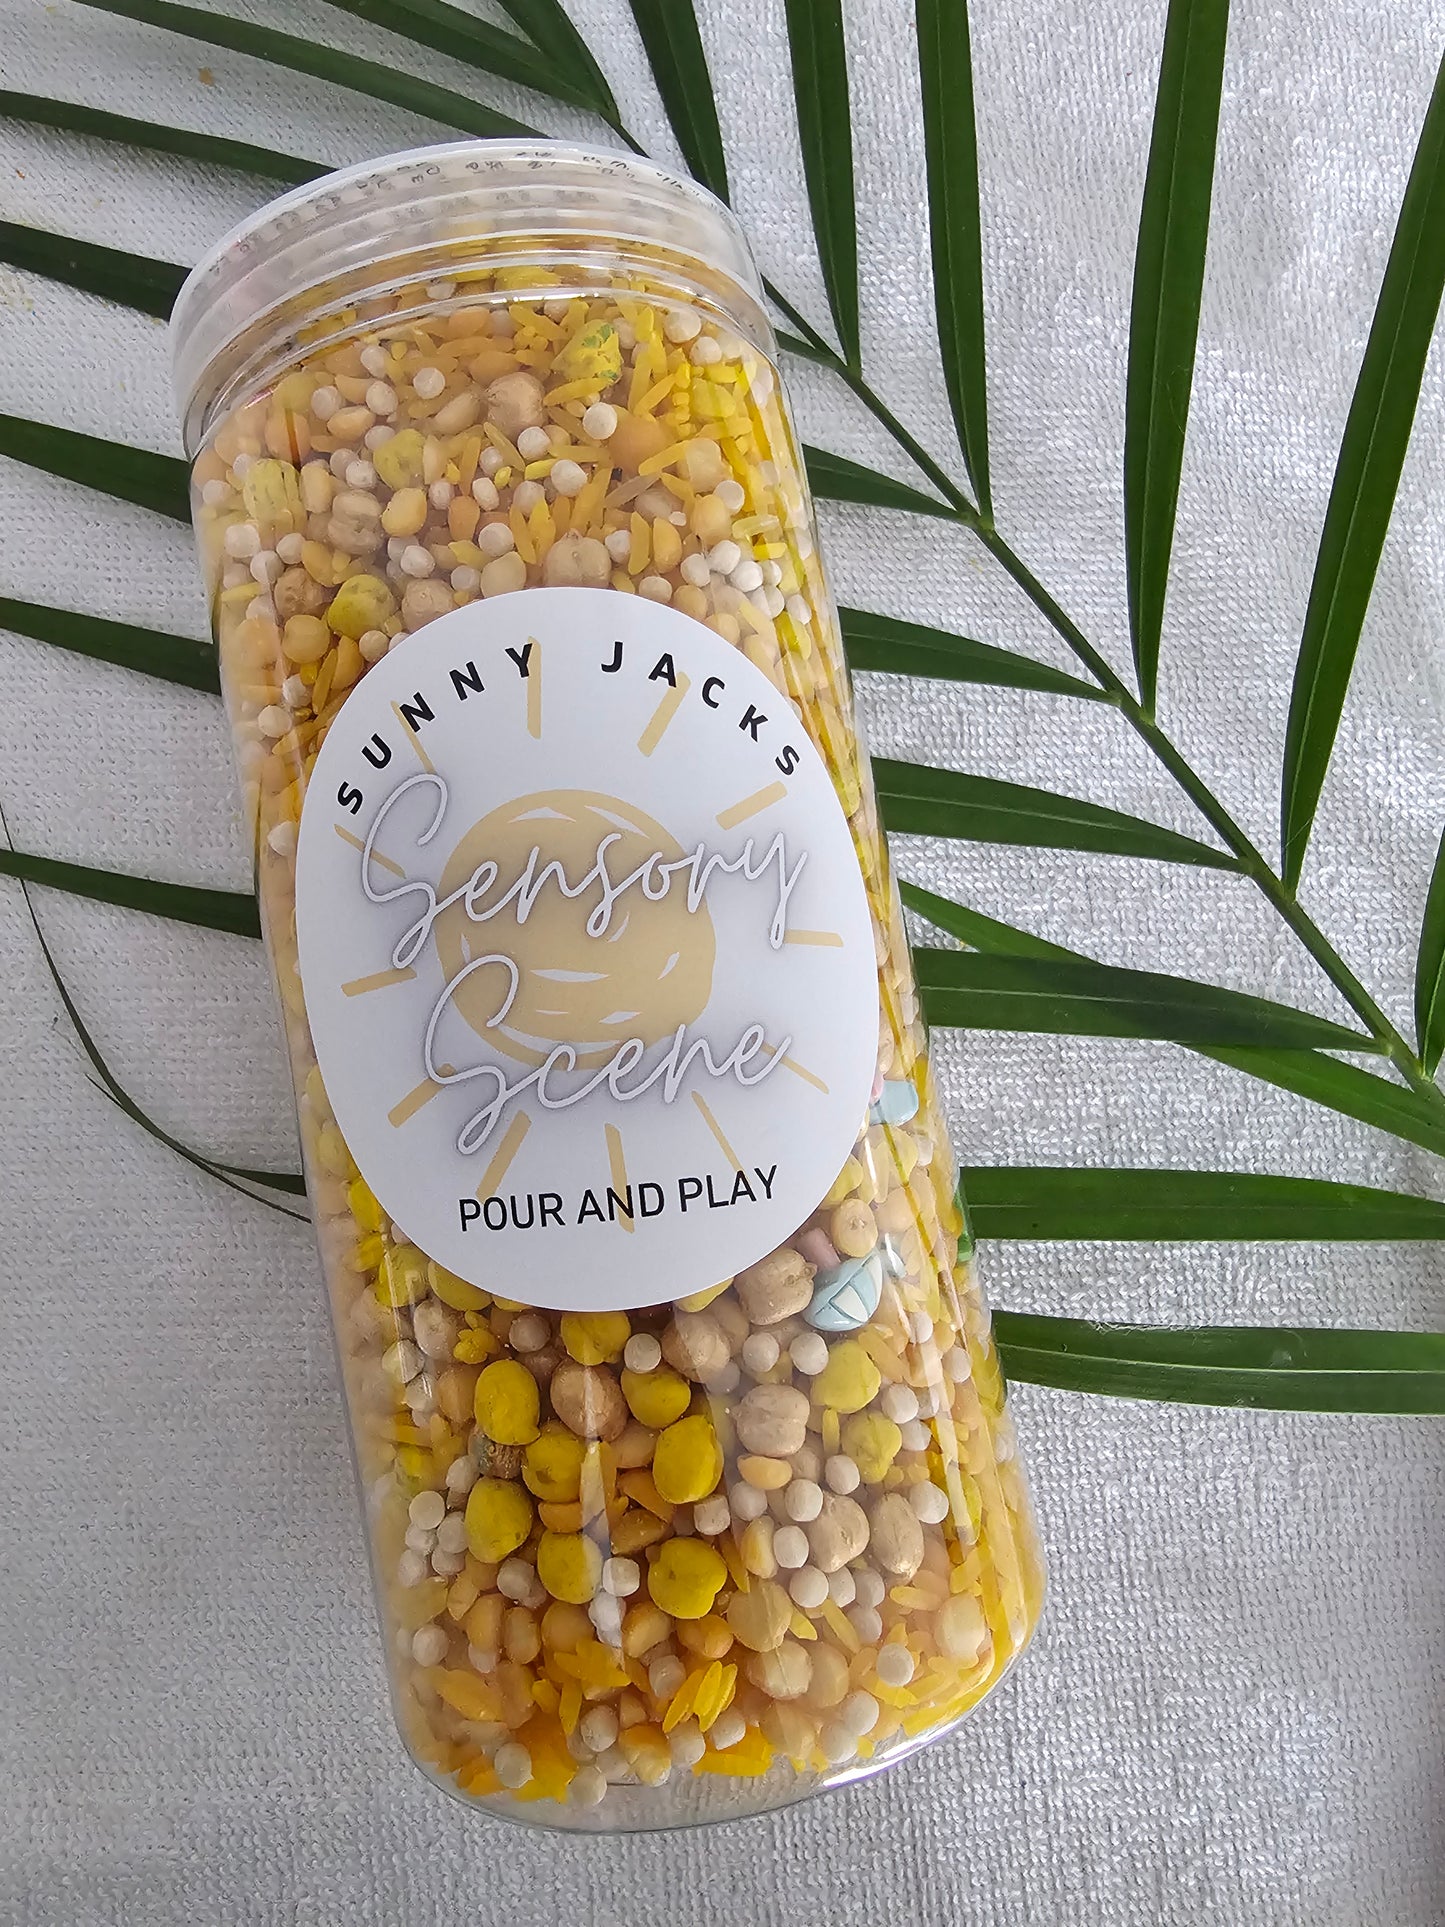 SUNNY JACKS
Sensory
Scene
POUR AND PLAY